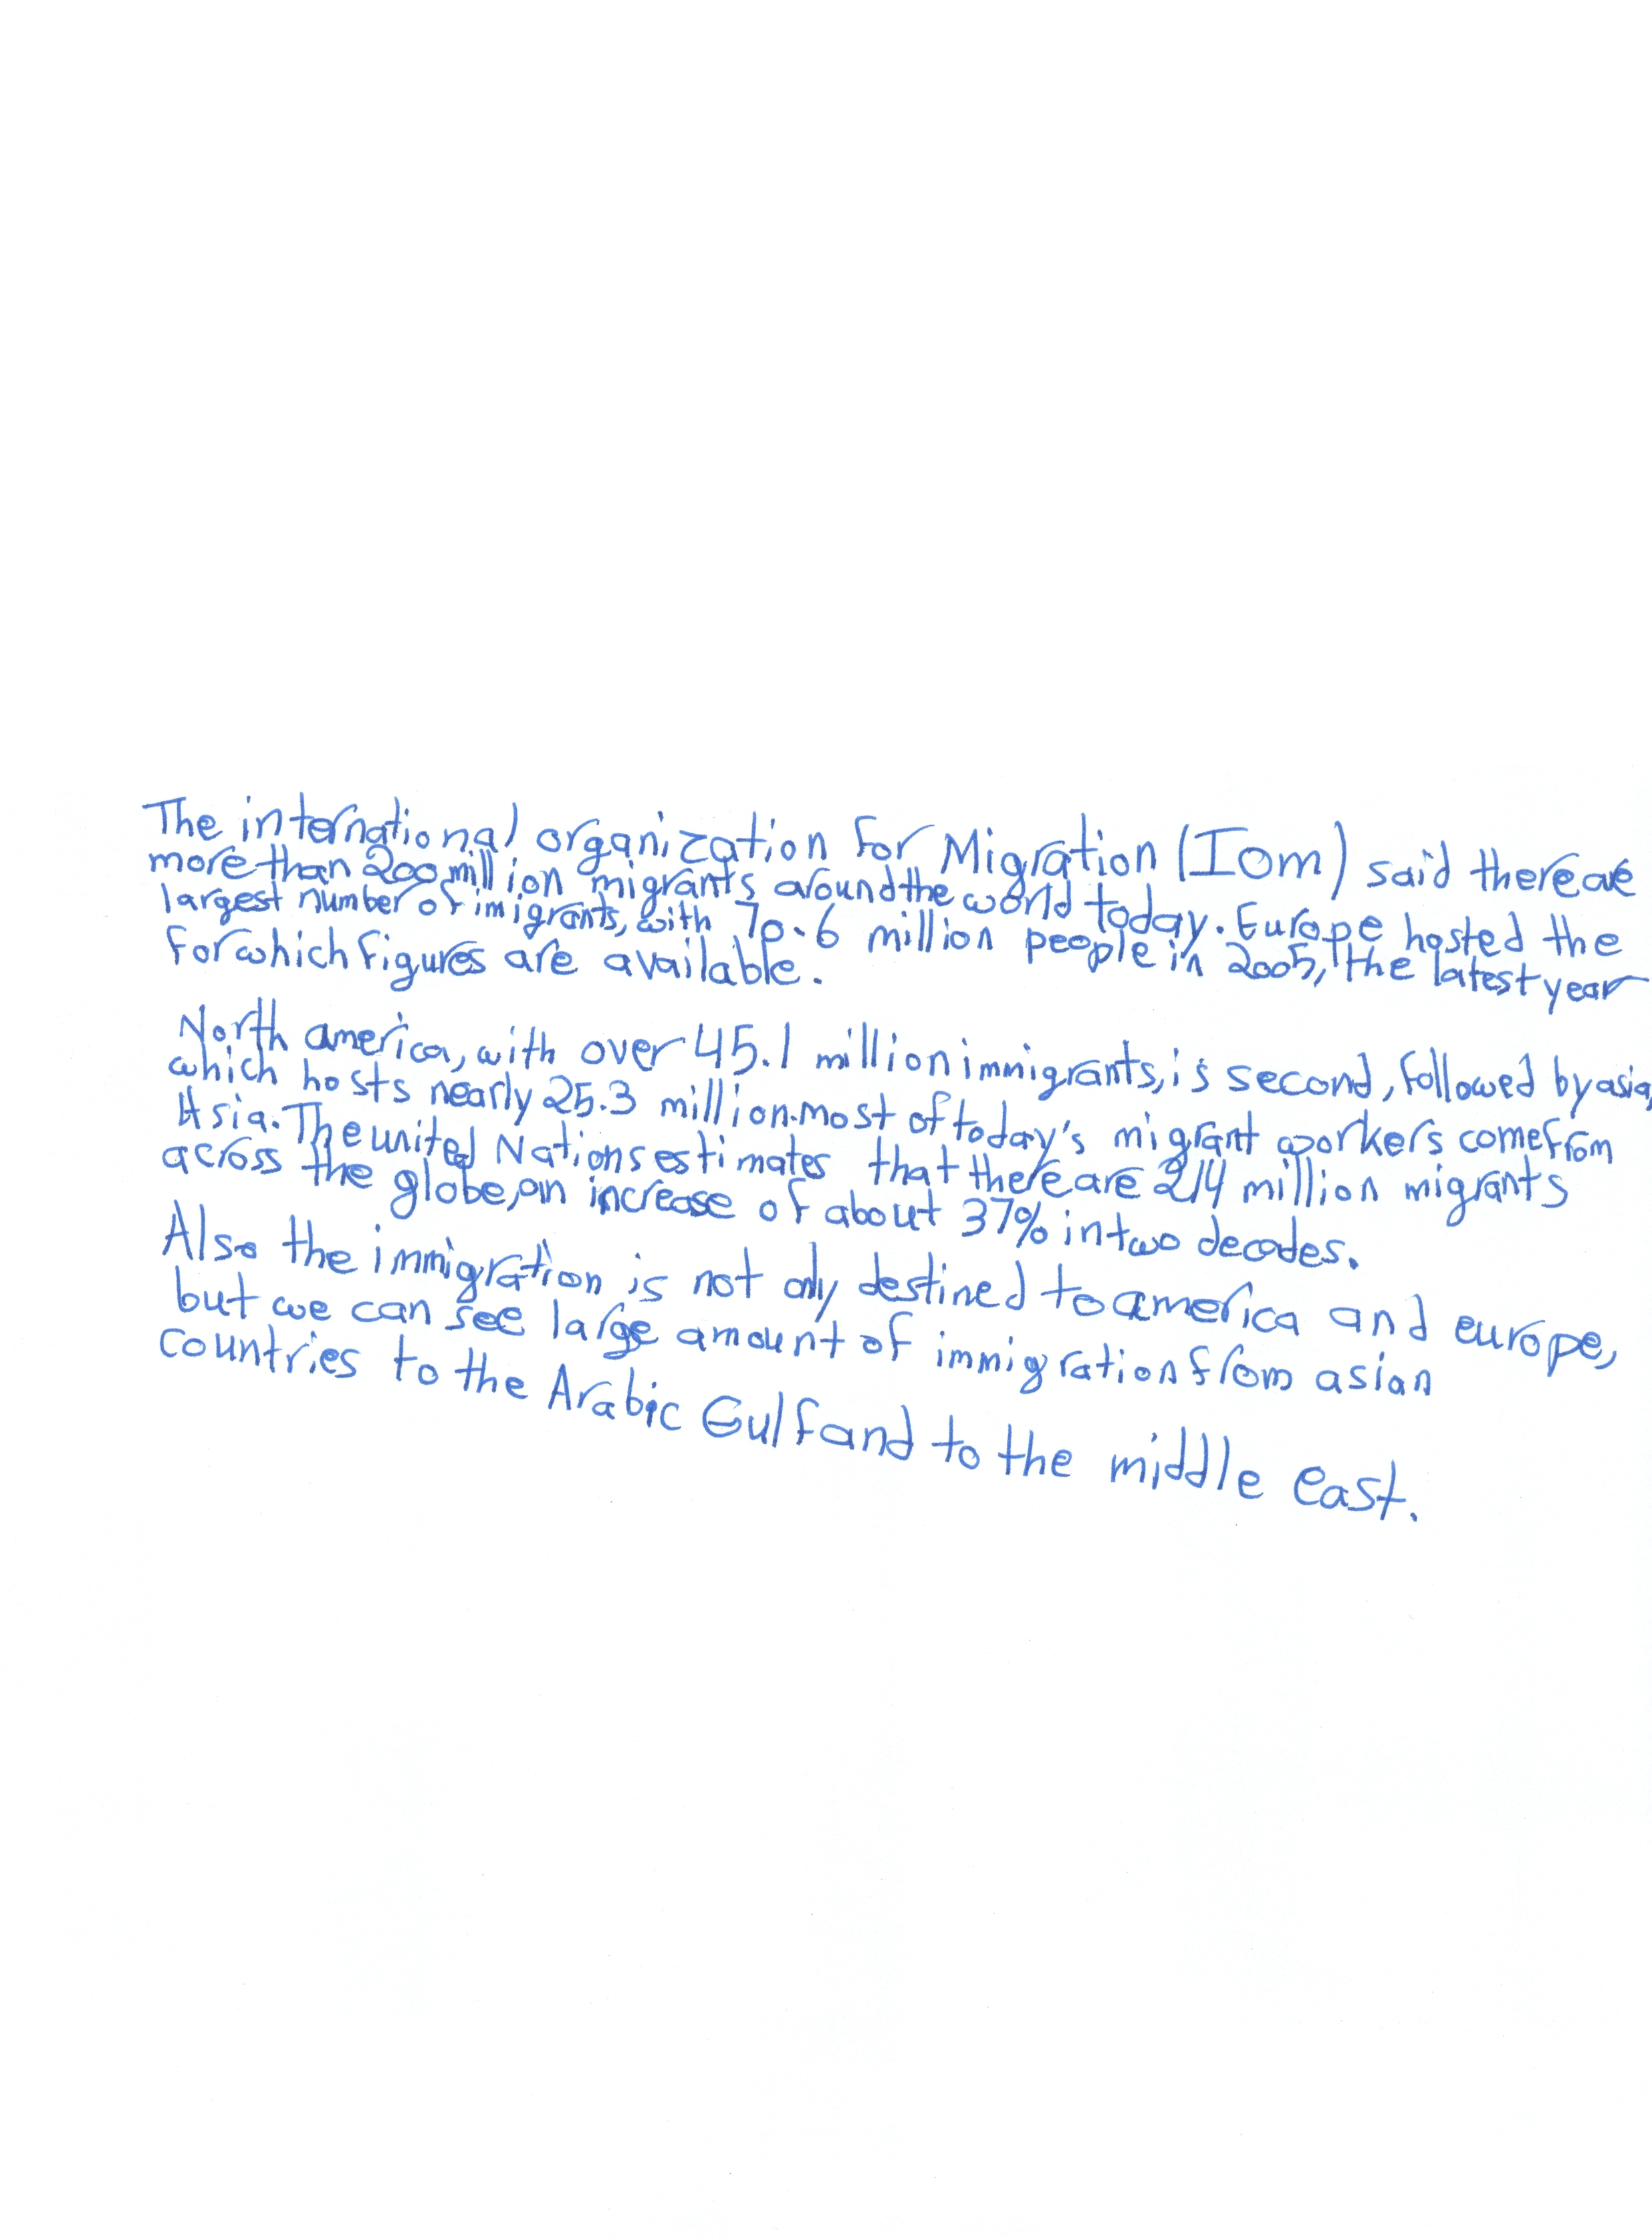 The international organization For Migration (Iom) said there are
more than 200 million migrants around the world today. Europe hosted the
largest number of imigrants, with 70.6 million people in 2005, the latest year
for which figures are available.
North america, with over 45.1 million immigrants, is second, followed by asia,
which hosts nearly 25.3 million. most of today's migrant workers come from
Asia. The united Nations estimates that there are 214 million migrants
across the globe, an increase of about 37% in two decades.
Also the immigration is not only destined to america and europe,
but we can see large amount of immigration from asian
countries to the Arabic Gulf and to the middle east.